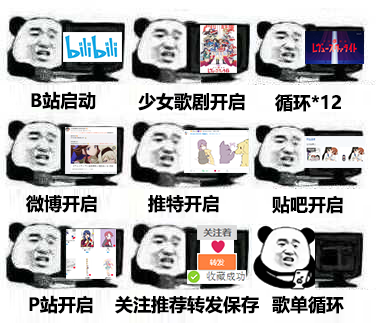 bilibili
B站启动
少女歌剧开启
循环*12
微博开启
推特开启
贴吧开启
关注着
转发
收藏成功
P站开启
关注推荐转发保存
歌单循环